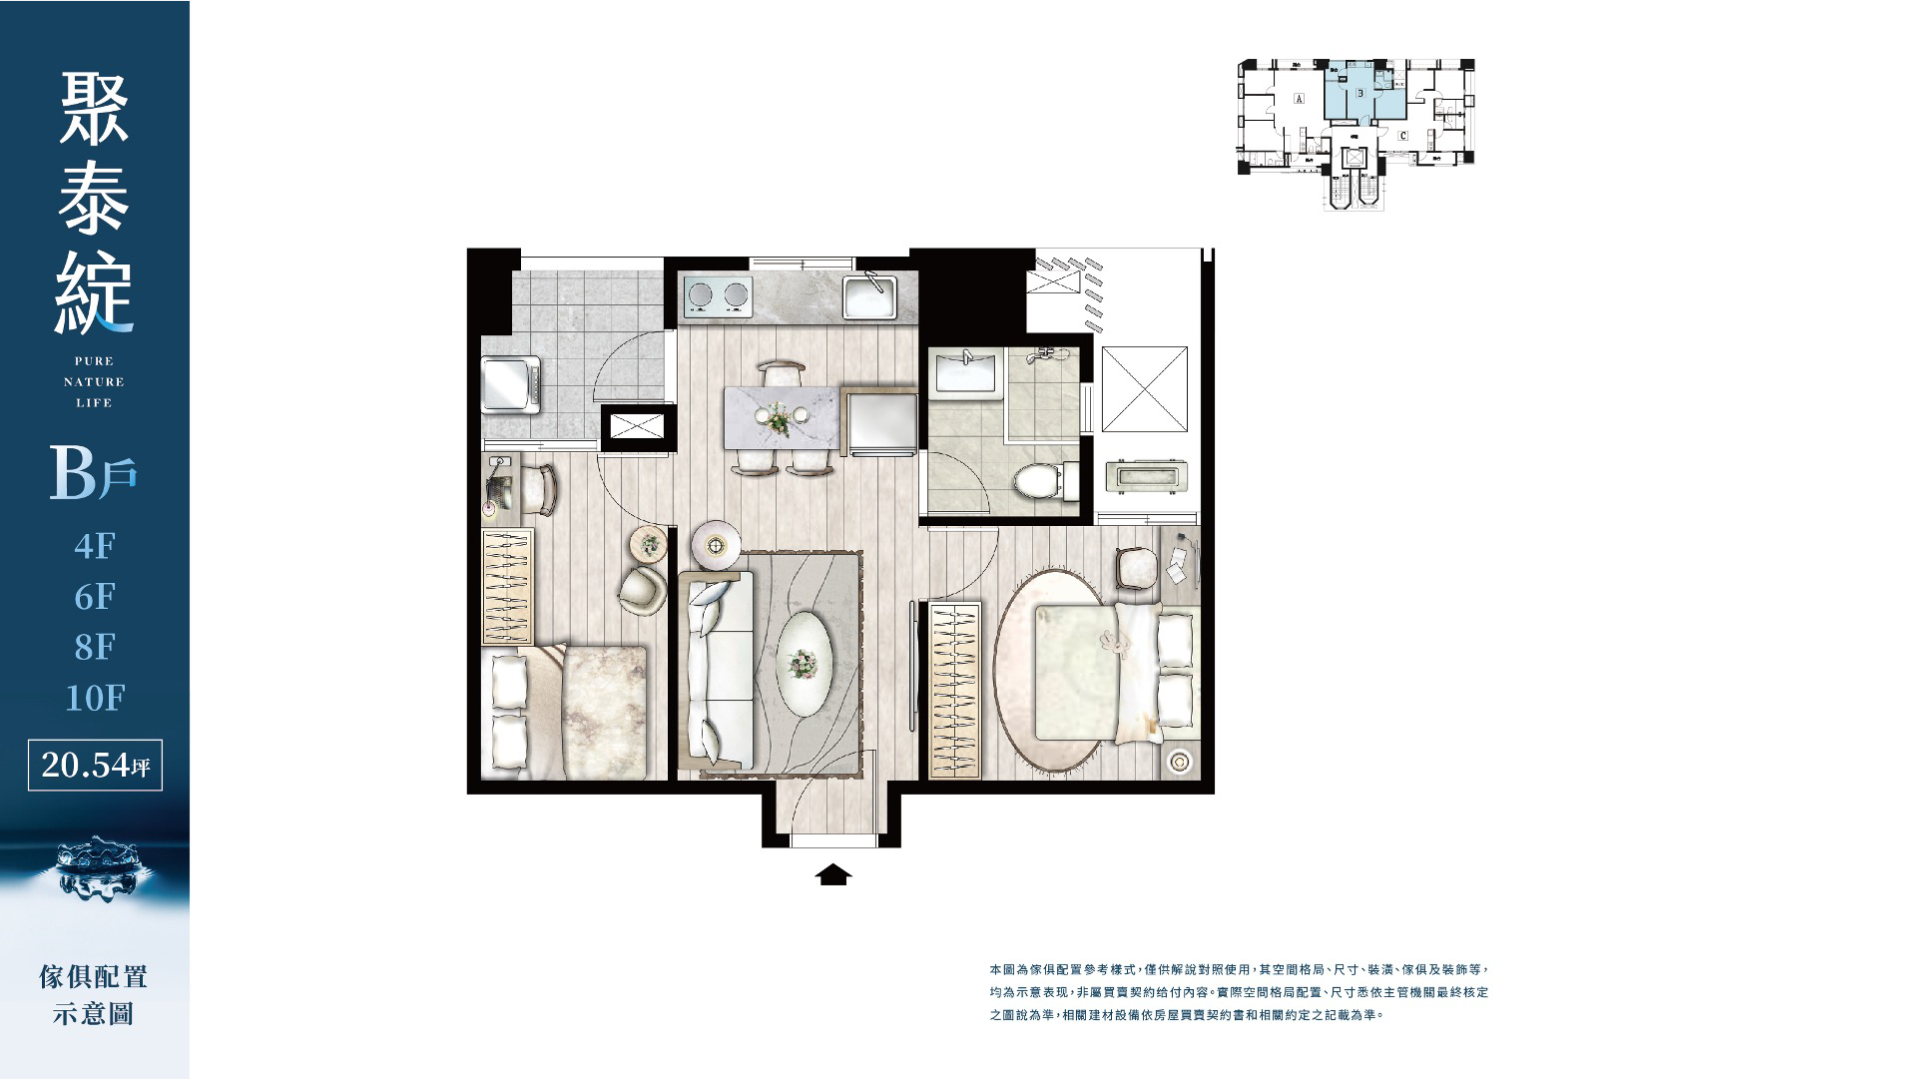 聚泰綻
PURE
NATURE
LIFE
B戶
4F
6F
8F
10F
20.54坪
傢俱配置
示意圖
A
B
C
本圖為傢俱配置參考樣式，僅供解說對照使用，其空間格局、尺寸、裝潢、傢俱及裝飾等，
均為示意表現，非屬買賣契約给付內容。實際空間格局配置、尺寸悉依主管機關最終核定
之圖說為準，相關建材設備依房屋買賣契約書和相關約定之記載為準。